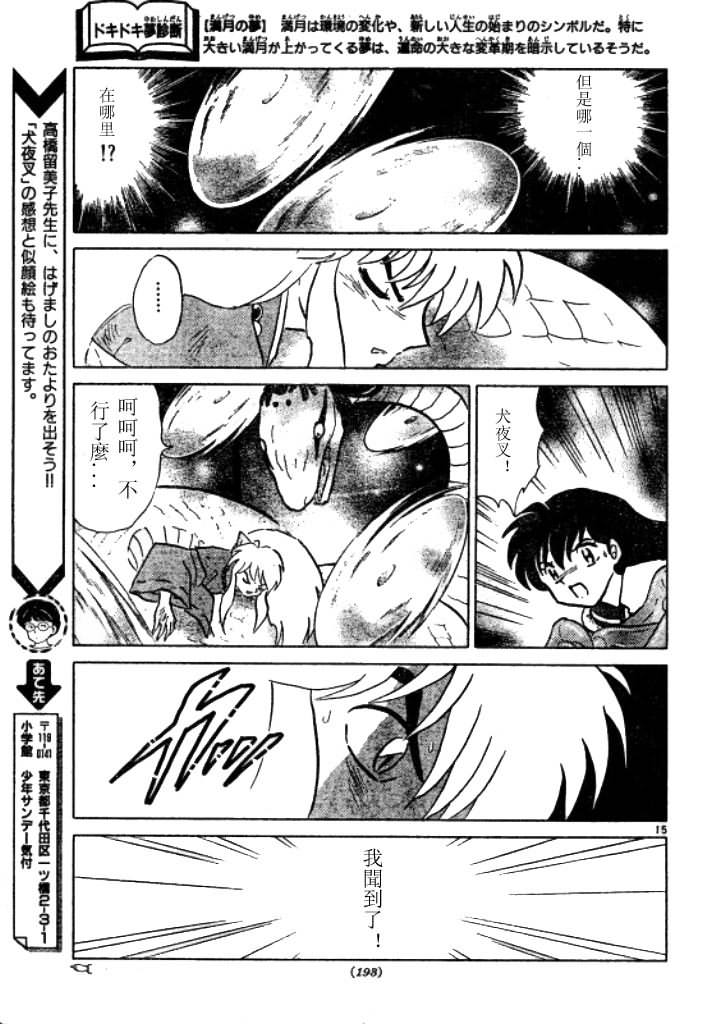 ドキドキ夢診断
【満月の夢】 満月は環境の変化や、新しい人生の始まりのシンボルだ。特に
大きい満月が上がってくる夢は、運命の大きな変革期を暗示しているそうだ。
但是哪一個…
在哪里!?
……
犬夜叉!
呵呵呵,不
行了麽…
我聞到了!
15
高橋留美子先生に、はげましのおたよりを出そう!!
「犬夜叉」の感想と似顔絵も待ってます。
あて先
〒119-0141 東京都千代田区一ツ橋2-3-1
小学館 少年サンデー気付
(198)